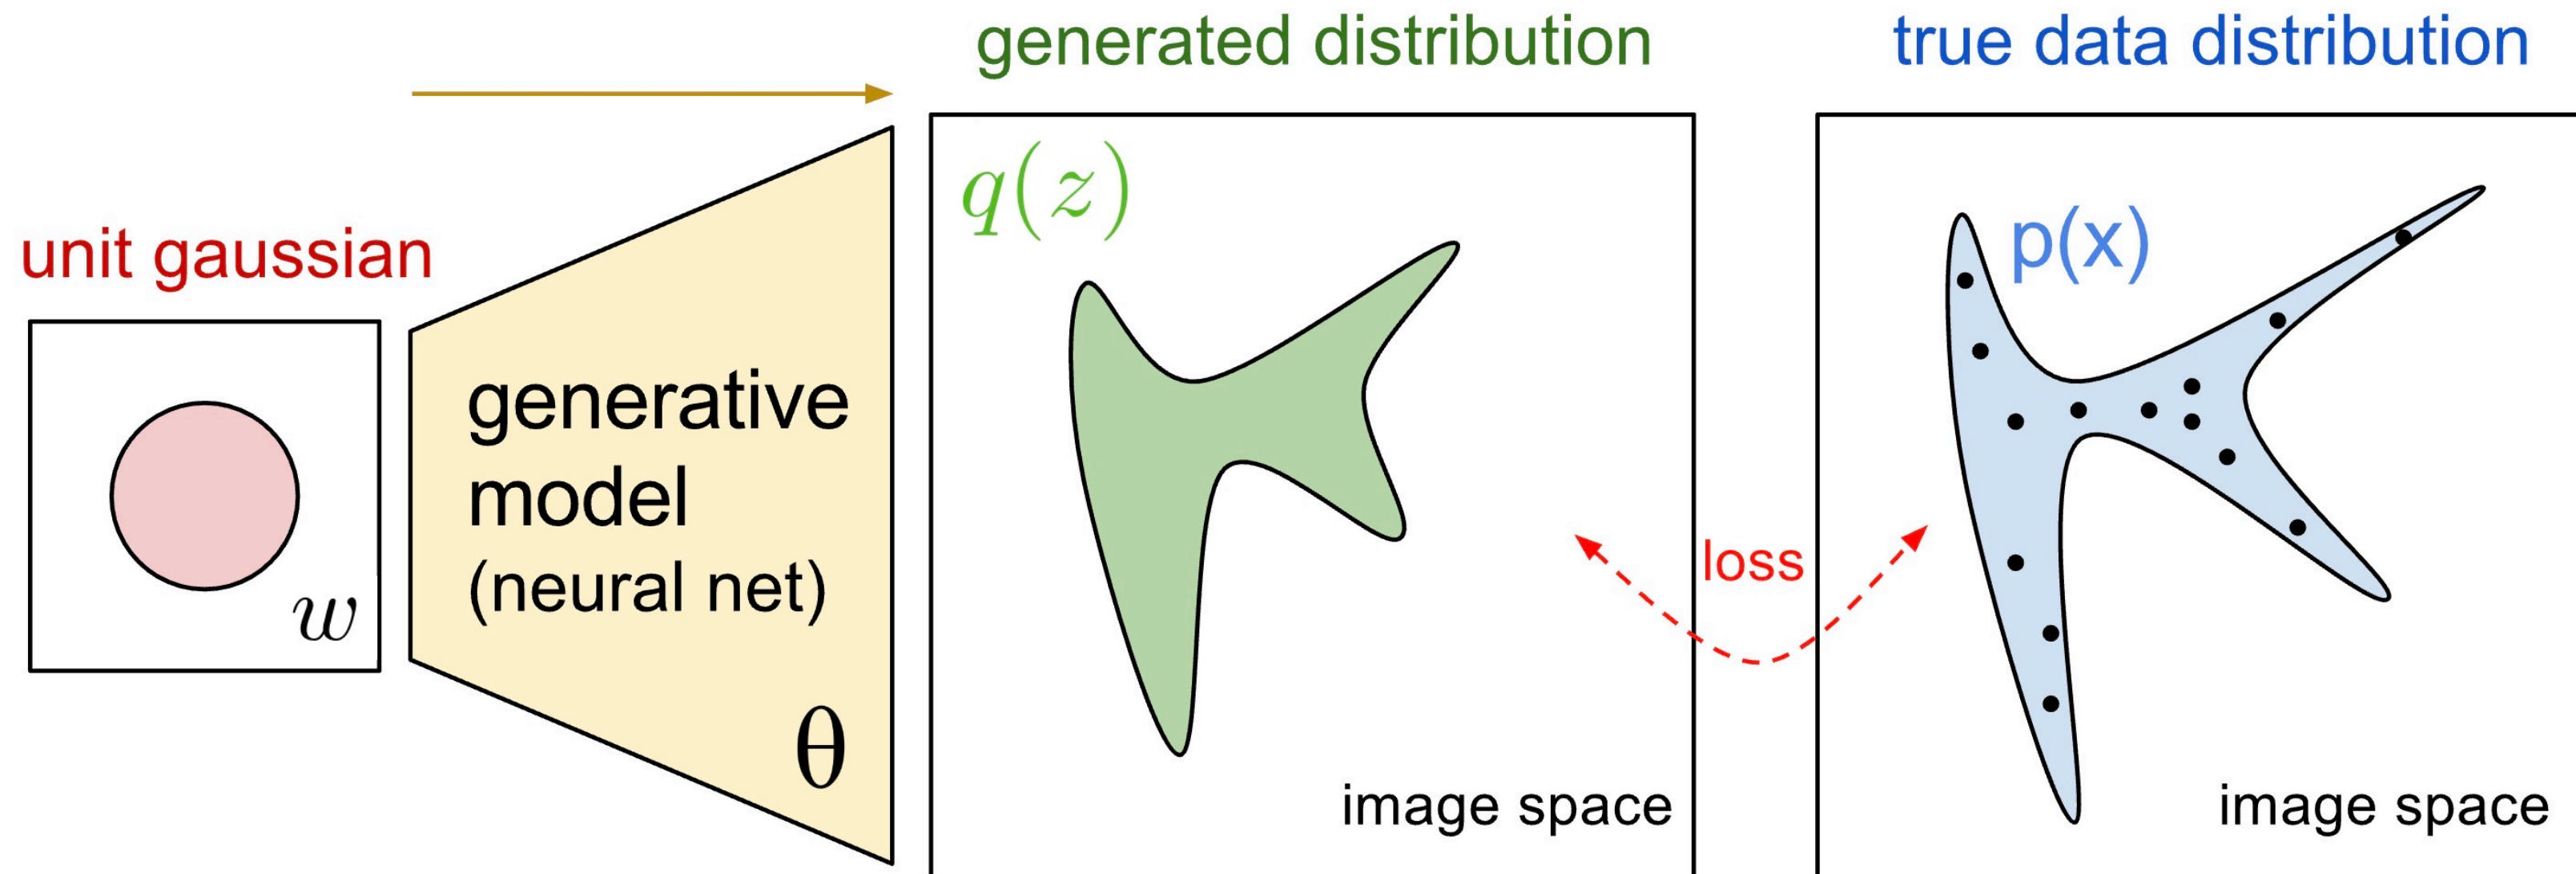 generated distribution
true data distribution
unit gaussian
w
generative
model
(neural net)
θ
q(z)
image space
loss
p(x)
image space